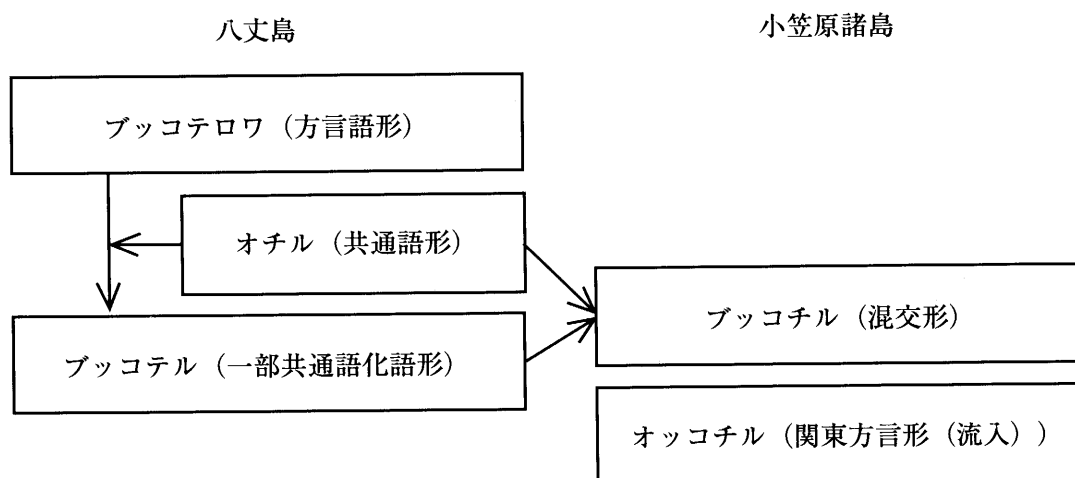 八丈島
小笠原諸島
ブッコテロワ（方言語形）
オチル（共通語形）
ブッコチル（混交形）
ブッコテル（一部共通語化語形）
オッコチル（関東方言形（流入））